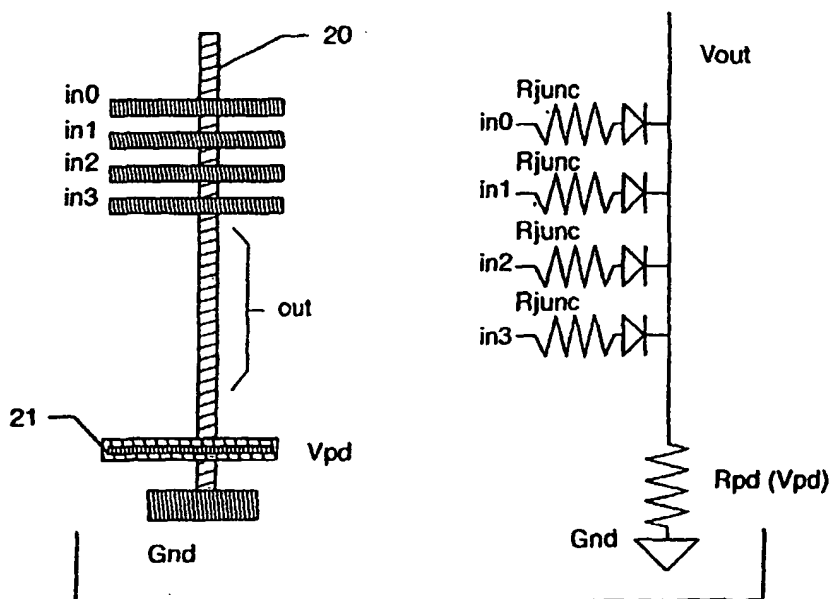 20
in0
in1
in2
in3
out
21
Vpd
Gnd
Vout
Rjunc
in0
Rjunc
in1
Rjunc
in2
Rjunc
in3
Rpd (Vpd)
Gnd